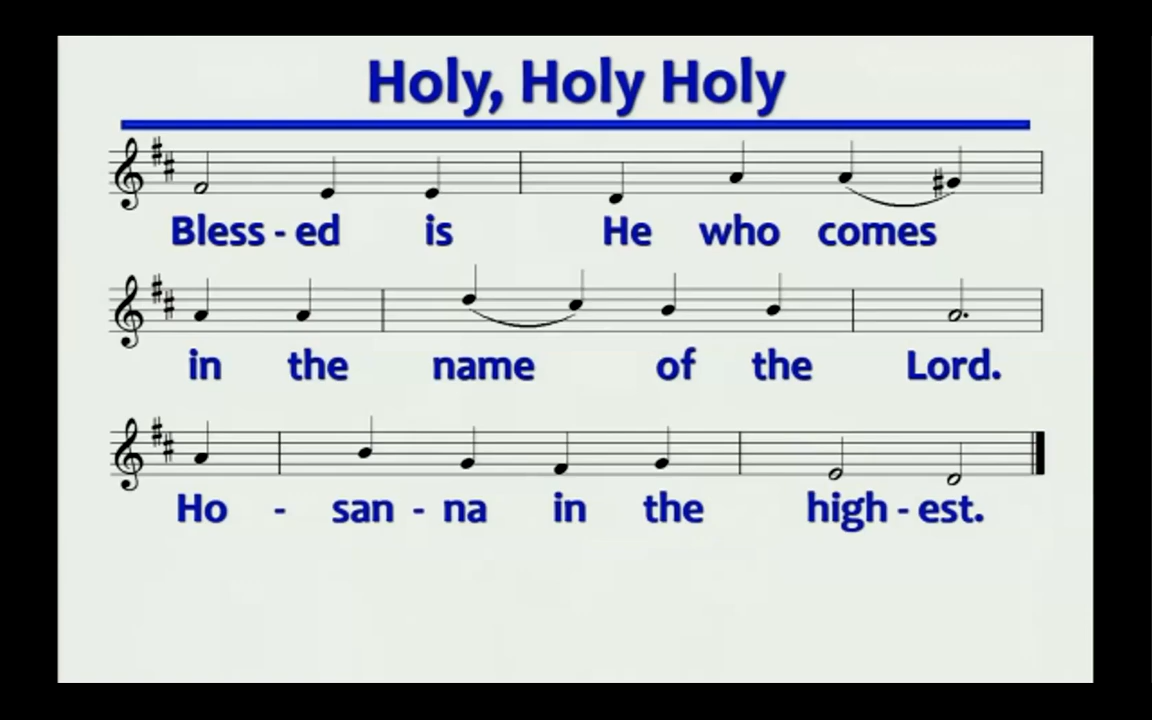 Holy, Holy Holy
Bless - ed is He who comes
in the name of the Lord.
Ho - san - na in the high - est.